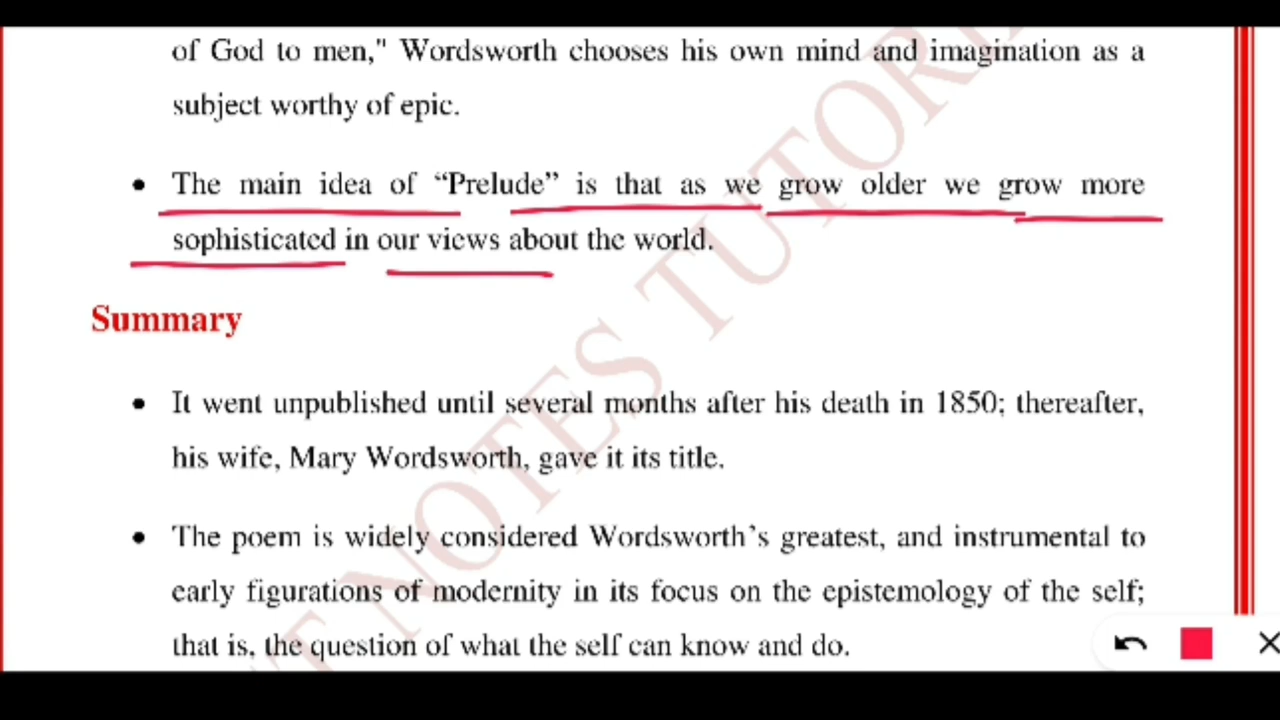 of God to men," Wordsworth chooses his own mind and imagination as a
subject worthy of epic.
• The main idea of “Prelude” is that as we grow older we grow more
sophisticated in our views about the world.
Summary
• It went unpublished until several months after his death in 1850; thereafter,
his wife, Mary Wordsworth, gave it its title.
• The poem is widely considered Wordsworth’s greatest, and instrumental to
early figurations of modernity in its focus on the epistemology of the self;
that is, the question of what the self can know and do.
NOTES TUTOR